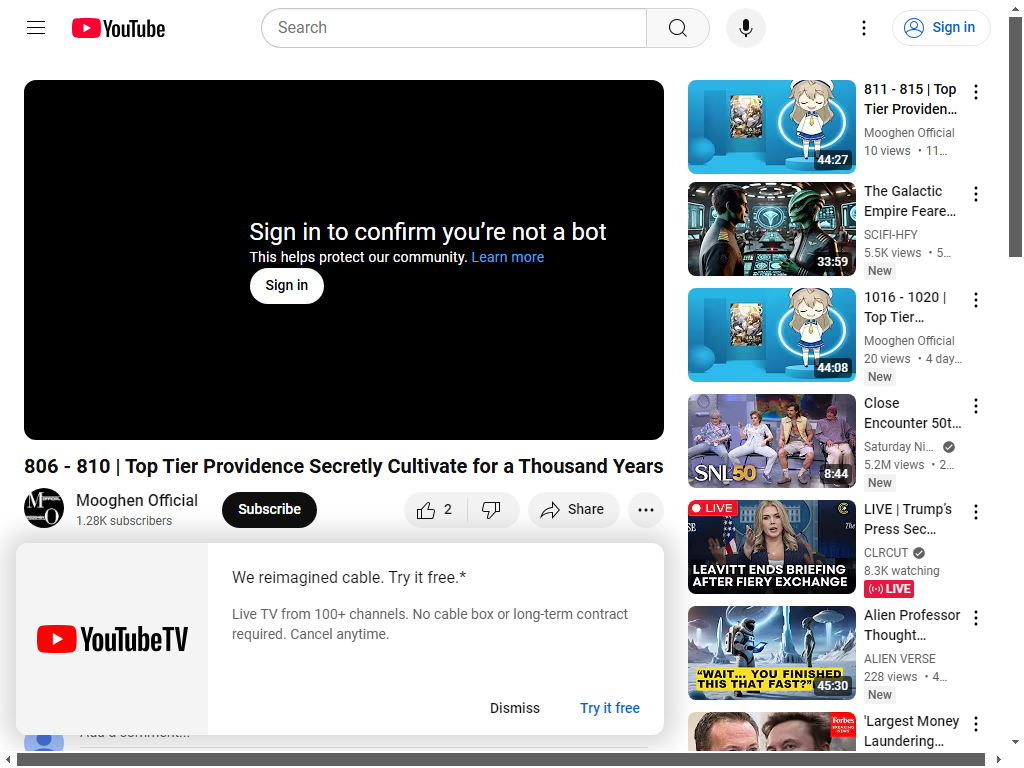 YouTube
Search
Sign in
Sign in to confirm you’re not a bot
This helps protect our community. Learn more
Sign in
806 - 810 | Top Tier Providence Secretly Cultivate for a Thousand Years
Mooghen Official
1.28K subscribers
Subscribe
2
Share
We reimagined cable. Try it free.*
Live TV from 100+ channels. No cable box or long-term contract
required. Cancel anytime.
YouTubeTV
Dismiss
Try it free
Add a comment...
44:27
811 - 815 | Top
Tier Providen...
Mooghen Official
10 views • 11...
33:59
The Galactic
Empire Feare...
SCIFI-HFY
5.5K views • 5...
New
44:08
1016 - 1020 |
Top Tier...
Mooghen Official
20 views • 4 day...
New
SNL50
8:44
Close
Encounter 50t...
Saturday Ni...
5.2M views • 2...
New
LIVE
LEAVITT ENDS BRIEFING
AFTER FIERY EXCHANGE
LIVE | Trump’s
Press Sec...
CLRCUT
8.3K watching
LIVE
“WAIT... YOU FINISHED
THIS THAT FAST?”
45:30
Alien Professor
Thought...
ALIEN VERSE
228 views • 4...
New
Forbes
BREAKING
NEWS
'Largest Money
Laundering...